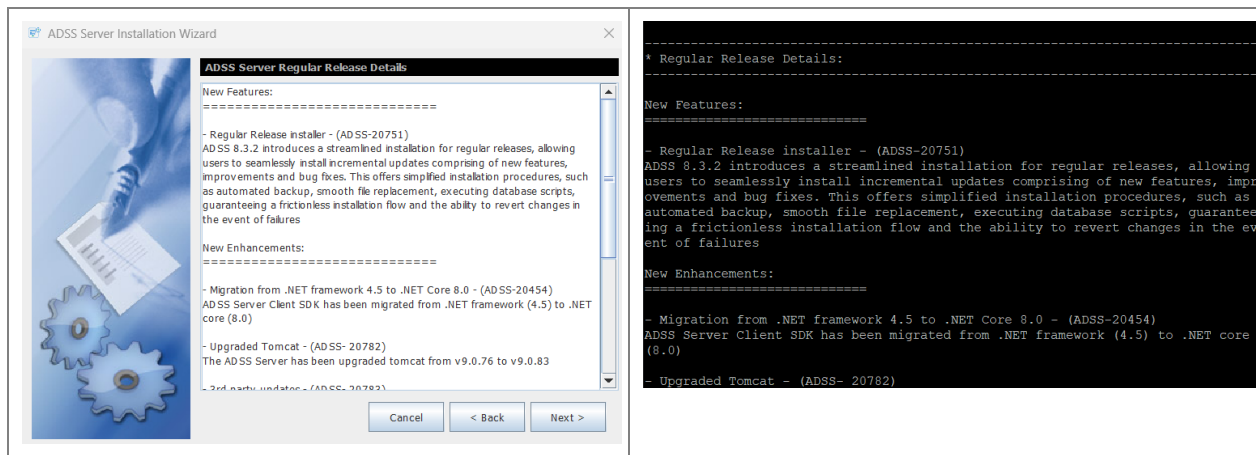 ADSS Server Installation Wizard
ADSS Server Regular Release Details
New Features:
=============================
- Regular Release installer - (ADSS-20751)
ADSS 8.3.2 introduces a streamlined installation for regular releases, allowing
users to seamlessly install incremental updates comprising of new features,
improvements and bug fixes. This offers simplified installation procedures, such
as automated backup, smooth file replacement, executing database scripts,
guaranteeing a frictionless installation flow and the ability to revert changes in
the event of failures
New Enhancements:
=============================
- Migration from .NET framework 4.5 to .NET Core 8.0 - (ADSS-20454)
ADSS Server Client SDK has been migrated from .NET framework (4.5) to .NET
core (8.0)
- Upgraded Tomcat - (ADSS- 20782)
The ADSS Server has been upgraded tomcat from v9.0.76 to v9.0.83
- 3rd party updates - (ADSS- 20783)
Cancel
< Back
Next >
--------------------------------------------------------------------------------
* Regular Release Details:
--------------------------------------------------------------------------------
New Features:
=============================
- Regular Release installer - (ADSS-20751)
ADSS 8.3.2 introduces a streamlined installation for regular releases, allowing
users to seamlessly install incremental updates comprising of new features, impr
ovements and bug fixes. This offers simplified installation procedures, such as
automated backup, smooth file replacement, executing database scripts, guarantee
ing a frictionless installation flow and the ability to revert changes in the ev
ent of failures
New Enhancements:
=============================
- Migration from .NET framework 4.5 to .NET Core 8.0 - (ADSS-20454)
ADSS Server Client SDK has been migrated from .NET framework (4.5) to .NET core
(8.0)
- Upgraded Tomcat - (ADSS- 20782)